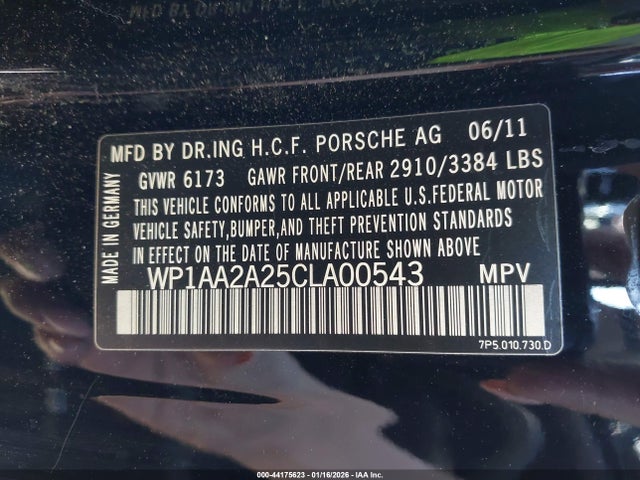 MFD BY DR.ING H.C.F. PORSCHE AG 06/11
GVWR 6173 GAWR FRONT/REAR 2910/3384 LBS
THIS VEHICLE CONFORMS TO ALL APPLICABLE U.S.FEDERAL MOTOR
VEHICLE SAFETY,BUMPER,AND THEFT PREVENTION STANDARDS
IN EFFECT ON THE DATE OF MANUFACTURE SHOWN ABOVE
WP1AA2A25CLA00543 MPV
MADE IN GERMANY
7P5.010.730.D
000-44175623 - 01/16/2026 - IAA Inc.